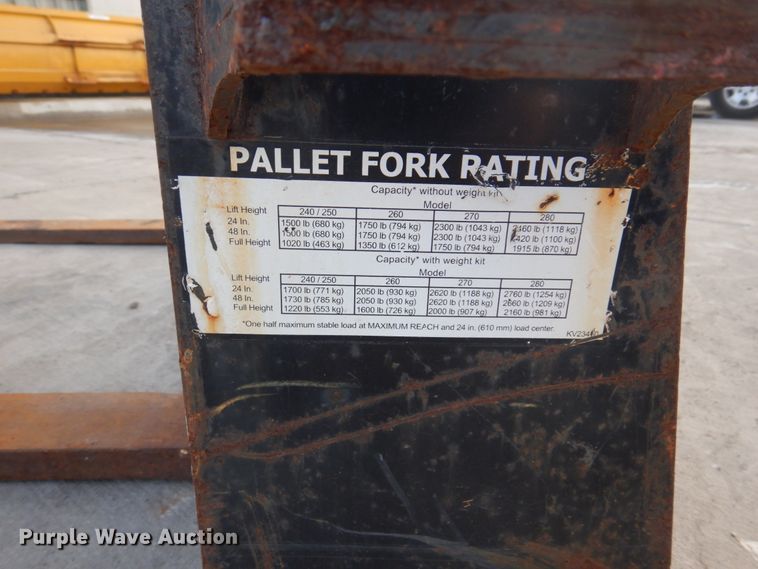 PALLET FORK RATING
Capacity* without weight kit
Model
Lift Height 240 / 250 260 270 280
24 In. 1500 lb (680 kg) 1750 lb (794 kg) 2300 lb (1043 kg) 2460 lb (1118 kg)
48 In. 1500 lb (680 kg) 1750 lb (794 kg) 2300 lb (1043 kg) 2420 lb (1100 kg)
Full Height 1020 lb (463 kg) 1350 lb (612 kg) 1750 lb (794 kg) 1915 lb (870 kg)
Capacity* with weight kit
Model
Lift Height 240 / 250 260 270 280
24 In. 1700 lb (771 kg) 2050 lb (930 kg) 2620 lb (1188 kg) 2760 lb (1254 kg)
48 In. 1730 lb (785 kg) 2050 lb (930 kg) 2620 lb (1188 kg) 2660 lb (1209 kg)
Full Height 1220 lb (553 kg) 1600 lb (726 kg) 2000 lb (907 kg) 2160 lb (981 kg)
*One half maximum stable load at MAXIMUM REACH and 24 in. (610 mm) load center.
Purple Wave Auction